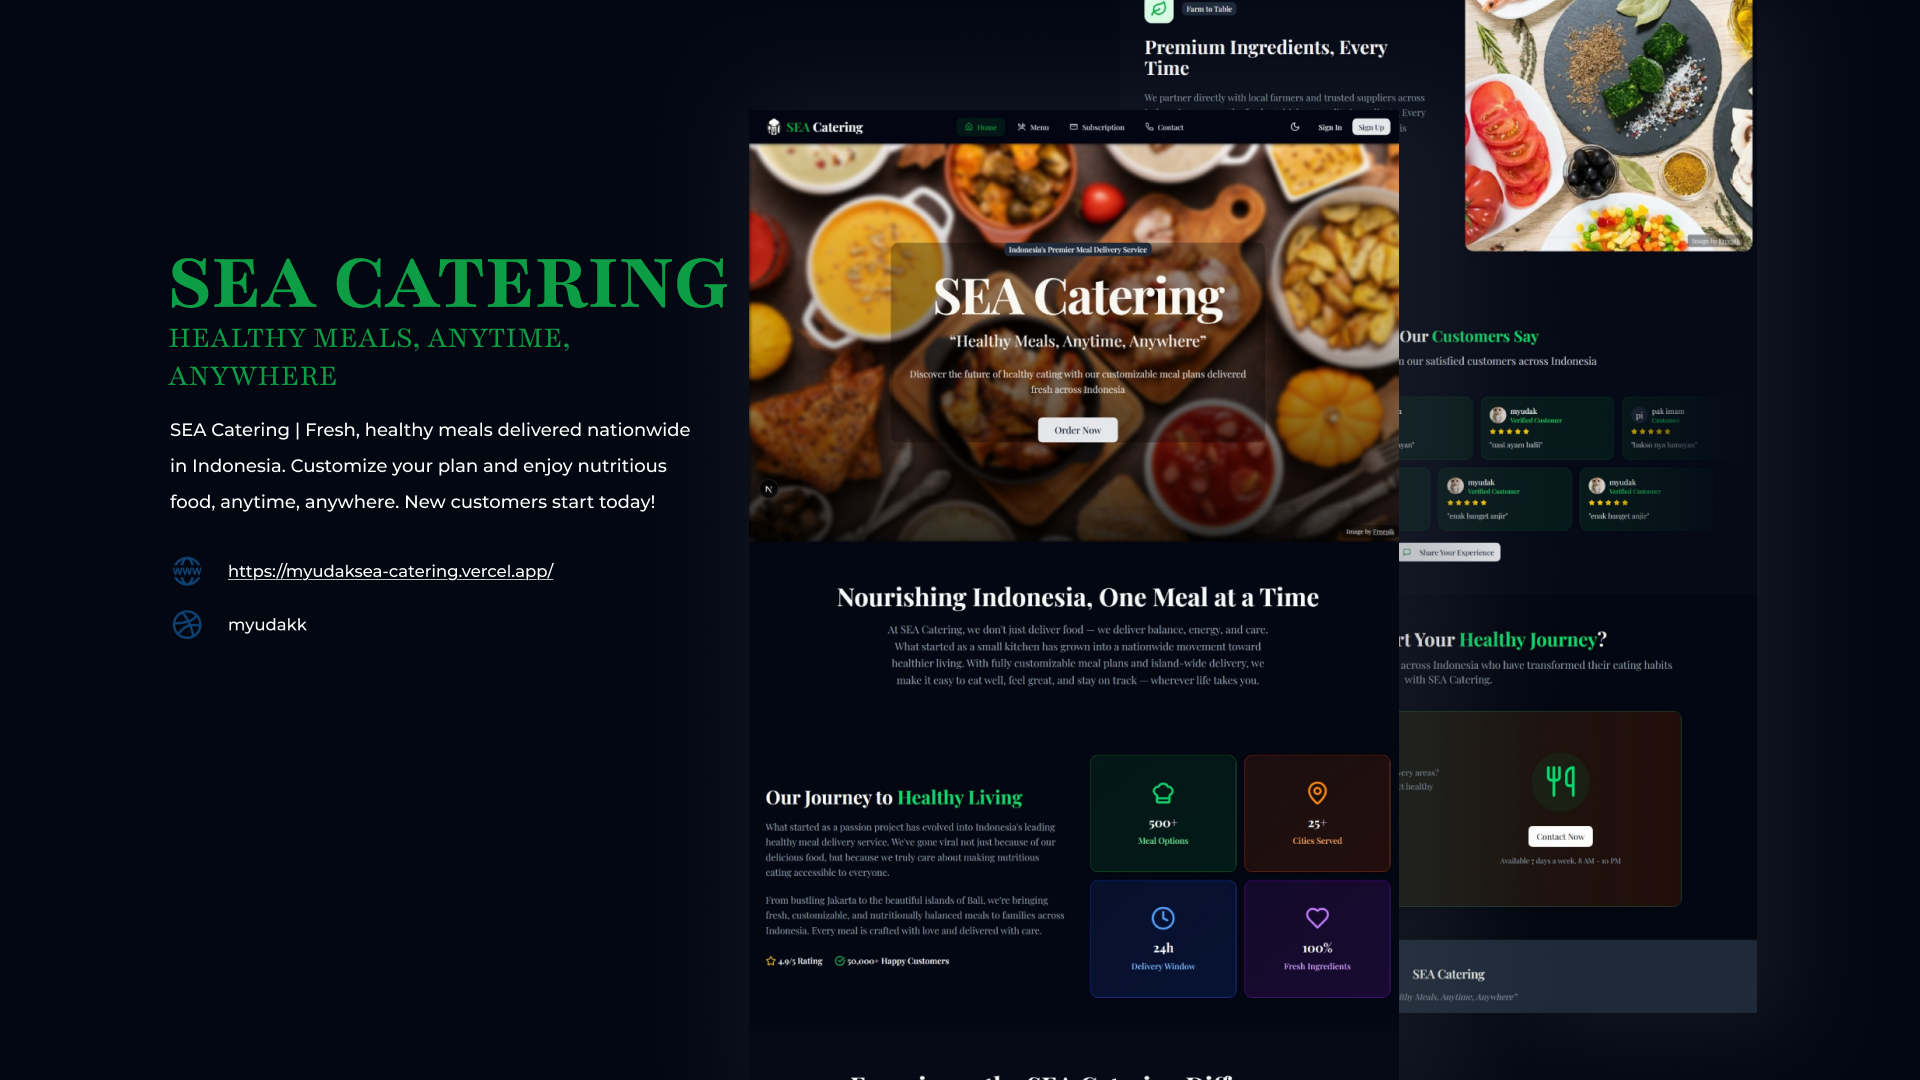 SEA CATERING
HEALTHY MEALS, ANYTIME,
ANYWHERE
SEA Catering | Fresh, healthy meals delivered nationwide
in Indonesia. Customize your plan and enjoy nutritious
food, anytime, anywhere. New customers start today!
WWW
https://myudaksea-catering.vercel.app/
myudakk
SEA Catering
Home
Menu
Subscription
Contact
Sign In
Sign Up
Indonesia's Premier Meal Delivery Service
SEA Catering
“Healthy Meals, Anytime, Anywhere”
Discover the future of healthy eating with our customizable meal plans delivered
fresh across Indonesia
Order Now
N
Image by Freepik
Nourishing Indonesia, One Meal at a Time
At SEA Catering, we don't just deliver food — we deliver balance, energy, and care.
What started as a small kitchen has grown into a nationwide movement toward
healthier living. With fully customizable meal plans and island-wide delivery, we
make it easy to eat well, feel great, and stay on track — wherever life takes you.
Our Journey to Healthy Living
What started as a passion project has evolved into Indonesia's leading
healthy meal delivery service. We've gone viral not just because of our
delicious food, but because we truly care about making nutritious
eating accessible to everyone.
From bustling Jakarta to the beautiful islands of Bali, we're bringing
fresh, customizable, and nutritionally balanced meals to families across
Indonesia. Every meal is crafted with love and delivered with care.
4.9/5 Rating
50,000+ Happy Customers
500+
Meal Options
25+
Cities Served
24h
Delivery Window
100%
Fresh Ingredients
Farm to Table
Premium Ingredients, Every
Time
We partner directly with local farmers and trusted suppliers across
Every
is
Image by Freepik
Our Customers Say
our satisfied customers across Indonesia
myudak
Verified Customer
"nasi ayam balii"
pi
pak imam
Customer
"bakso nya lumayan"
myudak
Verified Customer
"enak banget anjir"
myudak
Verified Customer
"enak banget anjir"
Share Your Experience
Your Healthy Journey?
across Indonesia who have transformed their eating habits
with SEA Catering.
areas?
healthy
Contact Now
Available 7 days a week, 8 AM - 10 PM
SEA Catering
Meals, Anytime, Anywhere"